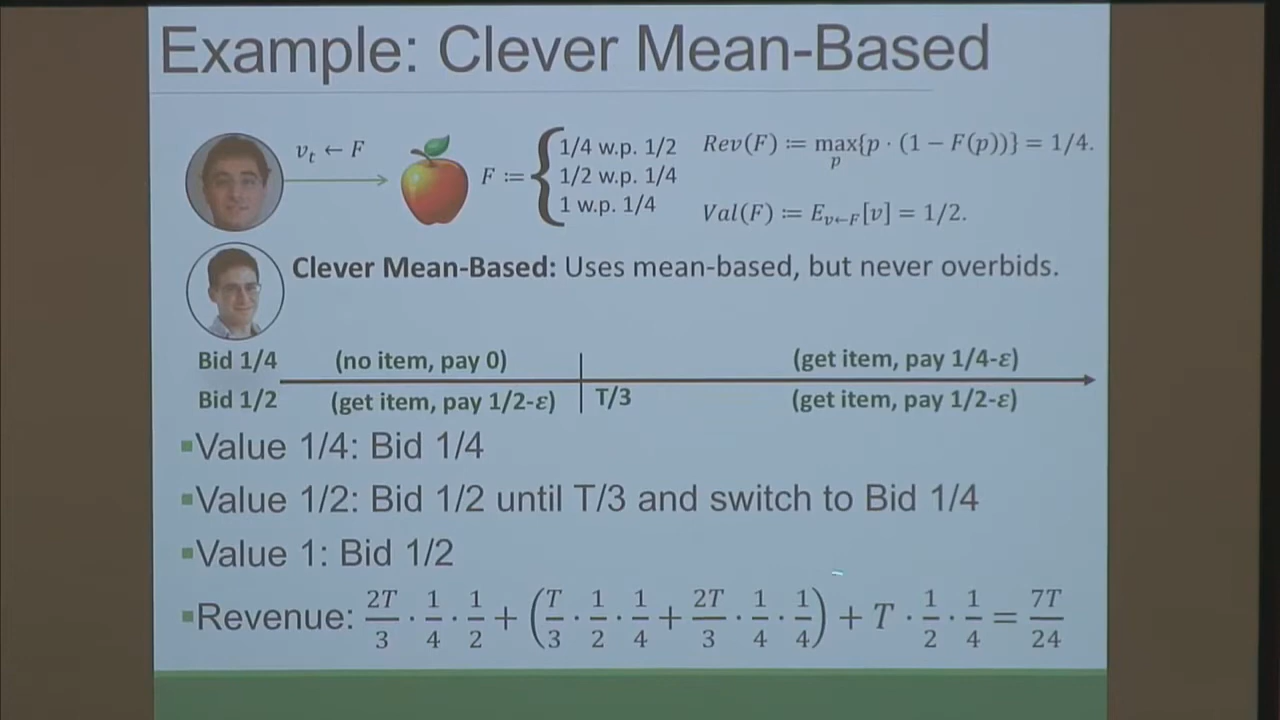 Example: Clever Mean-Based
v_t ← F
F := { 1/4 w.p. 1/2
1/2 w.p. 1/4
1 w.p. 1/4
Rev(F) := max_p{p · (1 − F(p))} = 1/4.
Val(F) := E_{v←F}[v] = 1/2.
Clever Mean-Based: Uses mean-based, but never overbids.
Bid 1/4 (no item, pay 0) (get item, pay 1/4-ε)
Bid 1/2 (get item, pay 1/2-ε) T/3 (get item, pay 1/2-ε)
▪Value 1/4: Bid 1/4
▪Value 1/2: Bid 1/2 until T/3 and switch to Bid 1/4
▪Value 1: Bid 1/2
▪Revenue: 2T/3 · 1/4 · 1/2 + (T/3 · 1/2 · 1/4 + 2T/3 · 1/4 · 1/4) + T · 1/2 · 1/4 = 7T/24